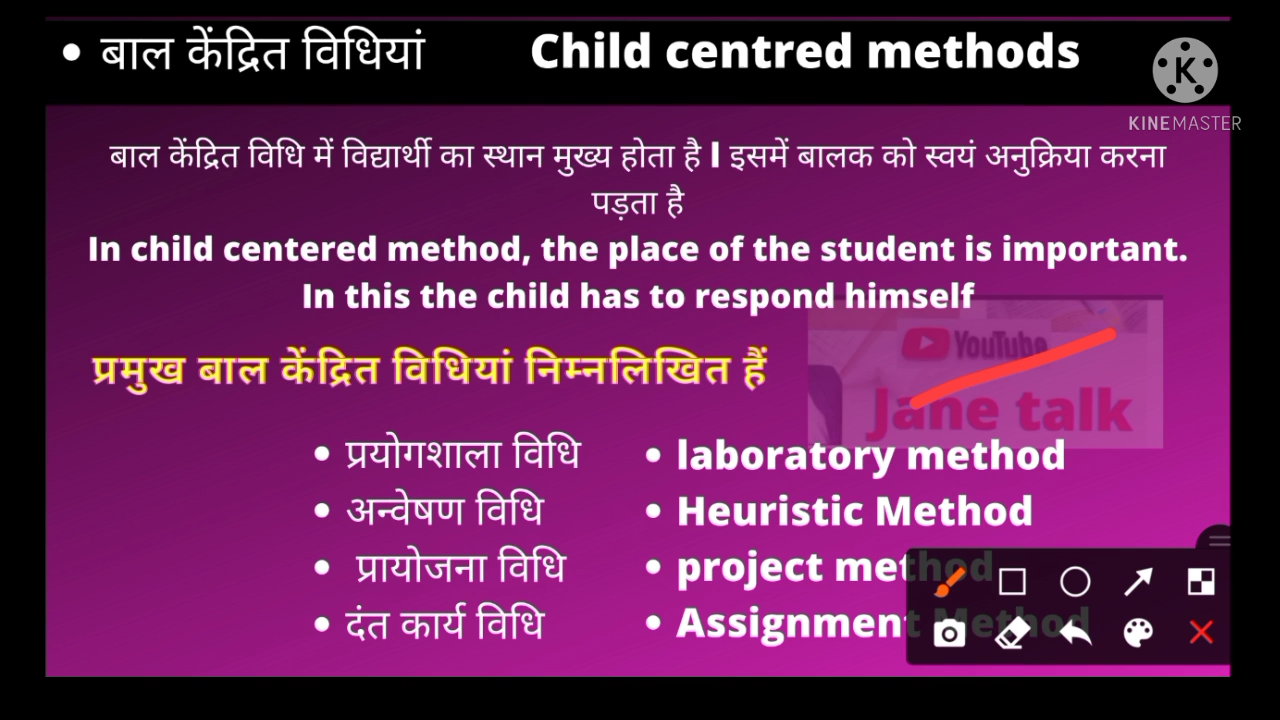 • बाल केंद्रित विधियां Child centred methods
K
KINEMASTER
बाल केंद्रित विधि में विद्यार्थी का स्थान मुख्य होता है I इसमें बालक को स्वयं अनुक्रिया करना
पड़ता है
In child centered method, the place of the student is important.
In this the child has to respond himself
YouTube
Jane talk
प्रमुख बाल केंद्रित विधियां निम्नलिखित हैं
• प्रयोगशाला विधि • laboratory method
• अन्वेषण विधि • Heuristic Method
• प्रायोजना विधि • project method
• दंत कार्य विधि • Assignment Method